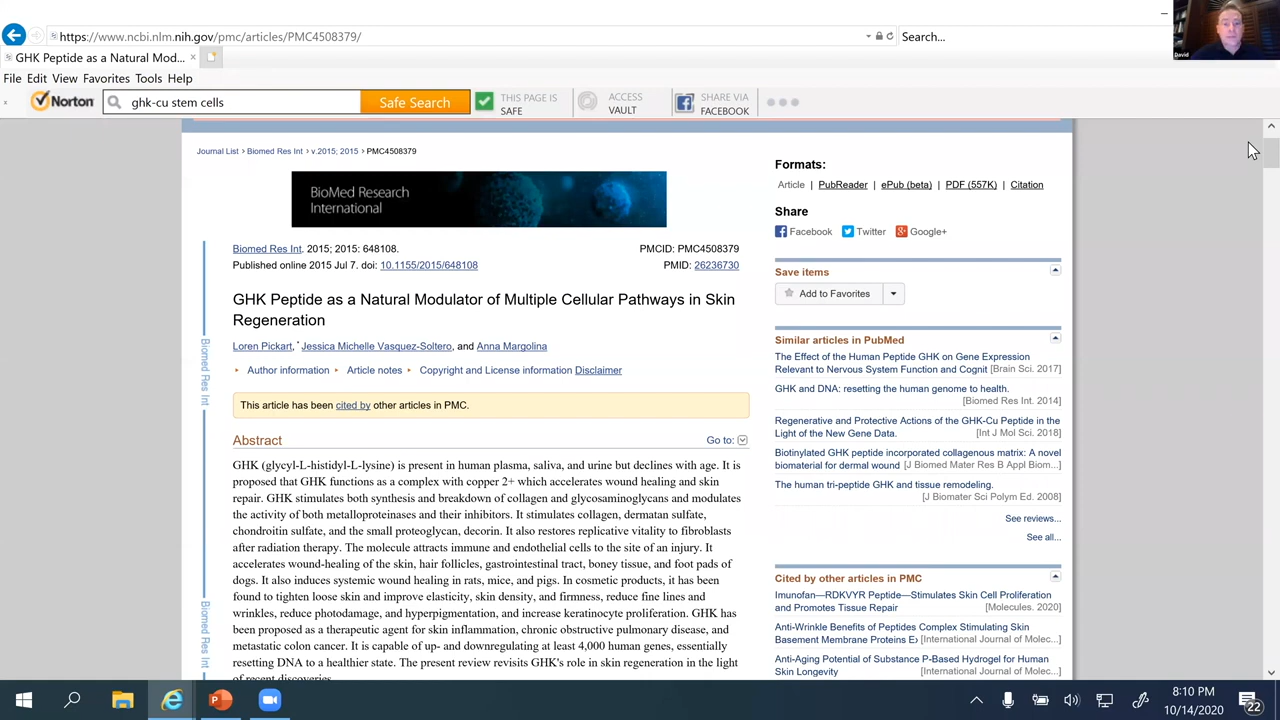 https://www.ncbi.nlm.nih.gov/pmc/articles/PMC4508379/
Search...
David
GHK Peptide as a Natural Mod... ×
File Edit View Favorites Tools Help
× Norton
ghk-cu stem cells
Safe Search
THIS PAGE IS
SAFE
ACCESS
VAULT
SHARE VIA
FACEBOOK
Journal List > Biomed Res Int > v.2015; 2015 > PMC4508379
BioMed Research
International
Biomed Res Int. 2015; 2015: 648108.
PMCID: PMC4508379
Published online 2015 Jul 7. doi: 10.1155/2015/648108
PMID: 26236730
GHK Peptide as a Natural Modulator of Multiple Cellular Pathways in Skin
Regeneration
Loren Pickart, * Jessica Michelle Vasquez-Soltero, and Anna Margolina
Author information Article notes Copyright and License information Disclaimer
This article has been cited by other articles in PMC.
Abstract
Go to:
GHK (glycyl-L-histidyl-L-lysine) is present in human plasma, saliva, and urine but declines with age. It is
proposed that GHK functions as a complex with copper 2+ which accelerates wound healing and skin
repair. GHK stimulates both synthesis and breakdown of collagen and glycosaminoglycans and modulates
the activity of both metalloproteinases and their inhibitors. It stimulates collagen, dermatan sulfate,
chondroitin sulfate, and the small proteoglycan, decorin. It also restores replicative vitality to fibroblasts
after radiation therapy. The molecule attracts immune and endothelial cells to the site of an injury. It
accelerates wound-healing of the skin, hair follicles, gastrointestinal tract, boney tissue, and foot pads of
dogs. It also induces systemic wound healing in rats, mice, and pigs. In cosmetic products, it has been
found to tighten loose skin and improve elasticity, skin density, and firmness, reduce fine lines and
wrinkles, reduce photodamage, and hyperpigmentation, and increase keratinocyte proliferation. GHK has
been proposed as a therapeutic agent for skin inflammation, chronic obstructive pulmonary disease, and
metastatic colon cancer. It is capable of up- and downregulating at least 4,000 human genes, essentially
resetting DNA to a healthier state. The present review revisits GHK's role in skin regeneration in the light
of recent discoveries.
Biomed Res Int
Biomed Res Int
Formats:
Article | PubReader | ePub (beta) | PDF (557K) | Citation
Share
Facebook Twitter Google+
Save items
Add to Favorites
Similar articles in PubMed
The Effect of the Human Peptide GHK on Gene Expression
Relevant to Nervous System Function and Cognit [Brain Sci. 2017]
GHK and DNA: resetting the human genome to health.
[Biomed Res Int. 2014]
Regenerative and Protective Actions of the GHK-Cu Peptide in the
Light of the New Gene Data. [Int J Mol Sci. 2018]
Biotinylated GHK peptide incorporated collagenous matrix: A novel
biomaterial for dermal wound [J Biomed Mater Res B Appl Biom...]
The human tri-peptide GHK and tissue remodeling.
[J Biomater Sci Polym Ed. 2008]
See reviews...
See all...
Cited by other articles in PMC
Imunofan—RDKVYR Peptide—Stimulates Skin Cell Proliferation
and Promotes Tissue Repair [Molecules. 2020]
Anti-Wrinkle Benefits of Peptides Complex Stimulating Skin
Basement Membrane Proteins E [International Journal of Molec...]
Anti-Aging Potential of Substance P-Based Hydrogel for Human
Skin Longevity [International Journal of Molec...]
8:10 PM
10/14/2020
22